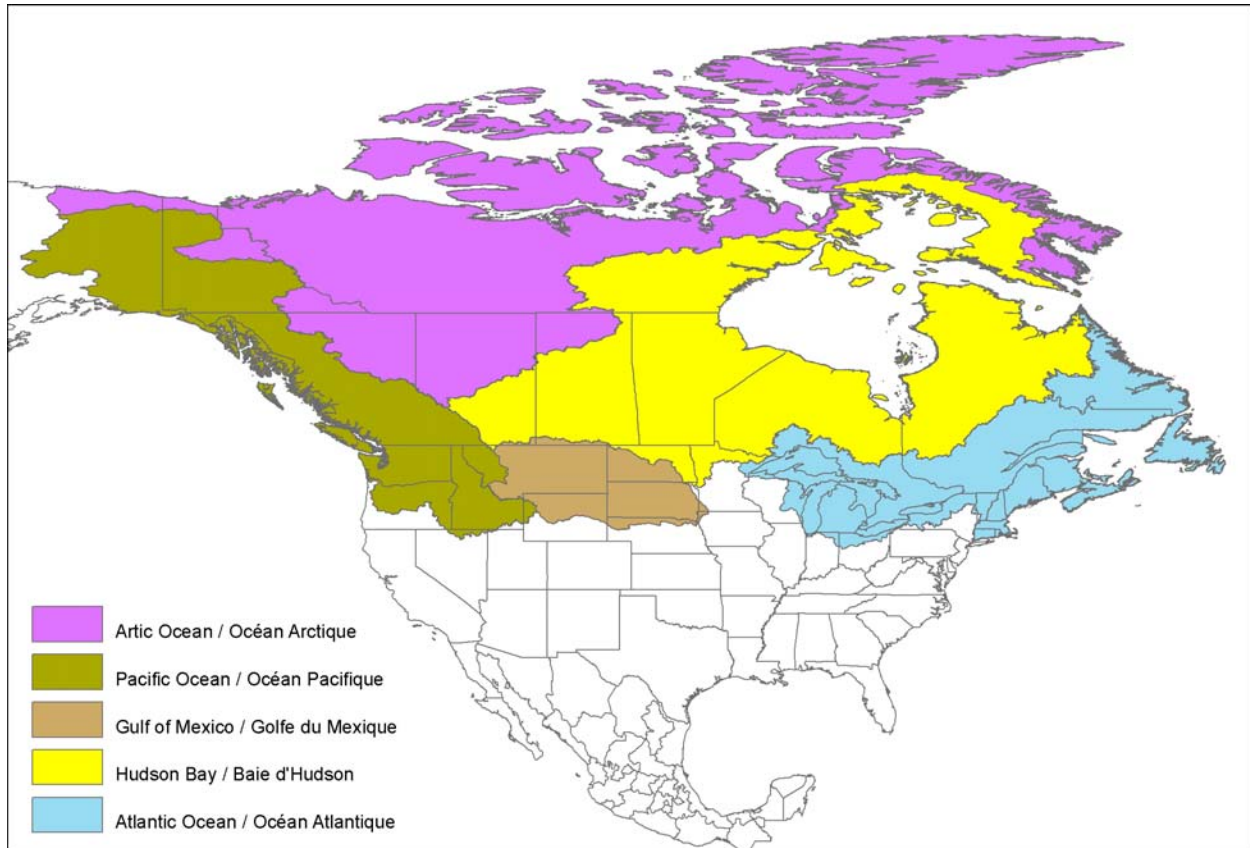 Artic Ocean / Océan Arctique
Pacific Ocean / Océan Pacifique
Gulf of Mexico / Golfe du Mexique
Hudson Bay / Baie d'Hudson
Atlantic Ocean / Océan Atlantique